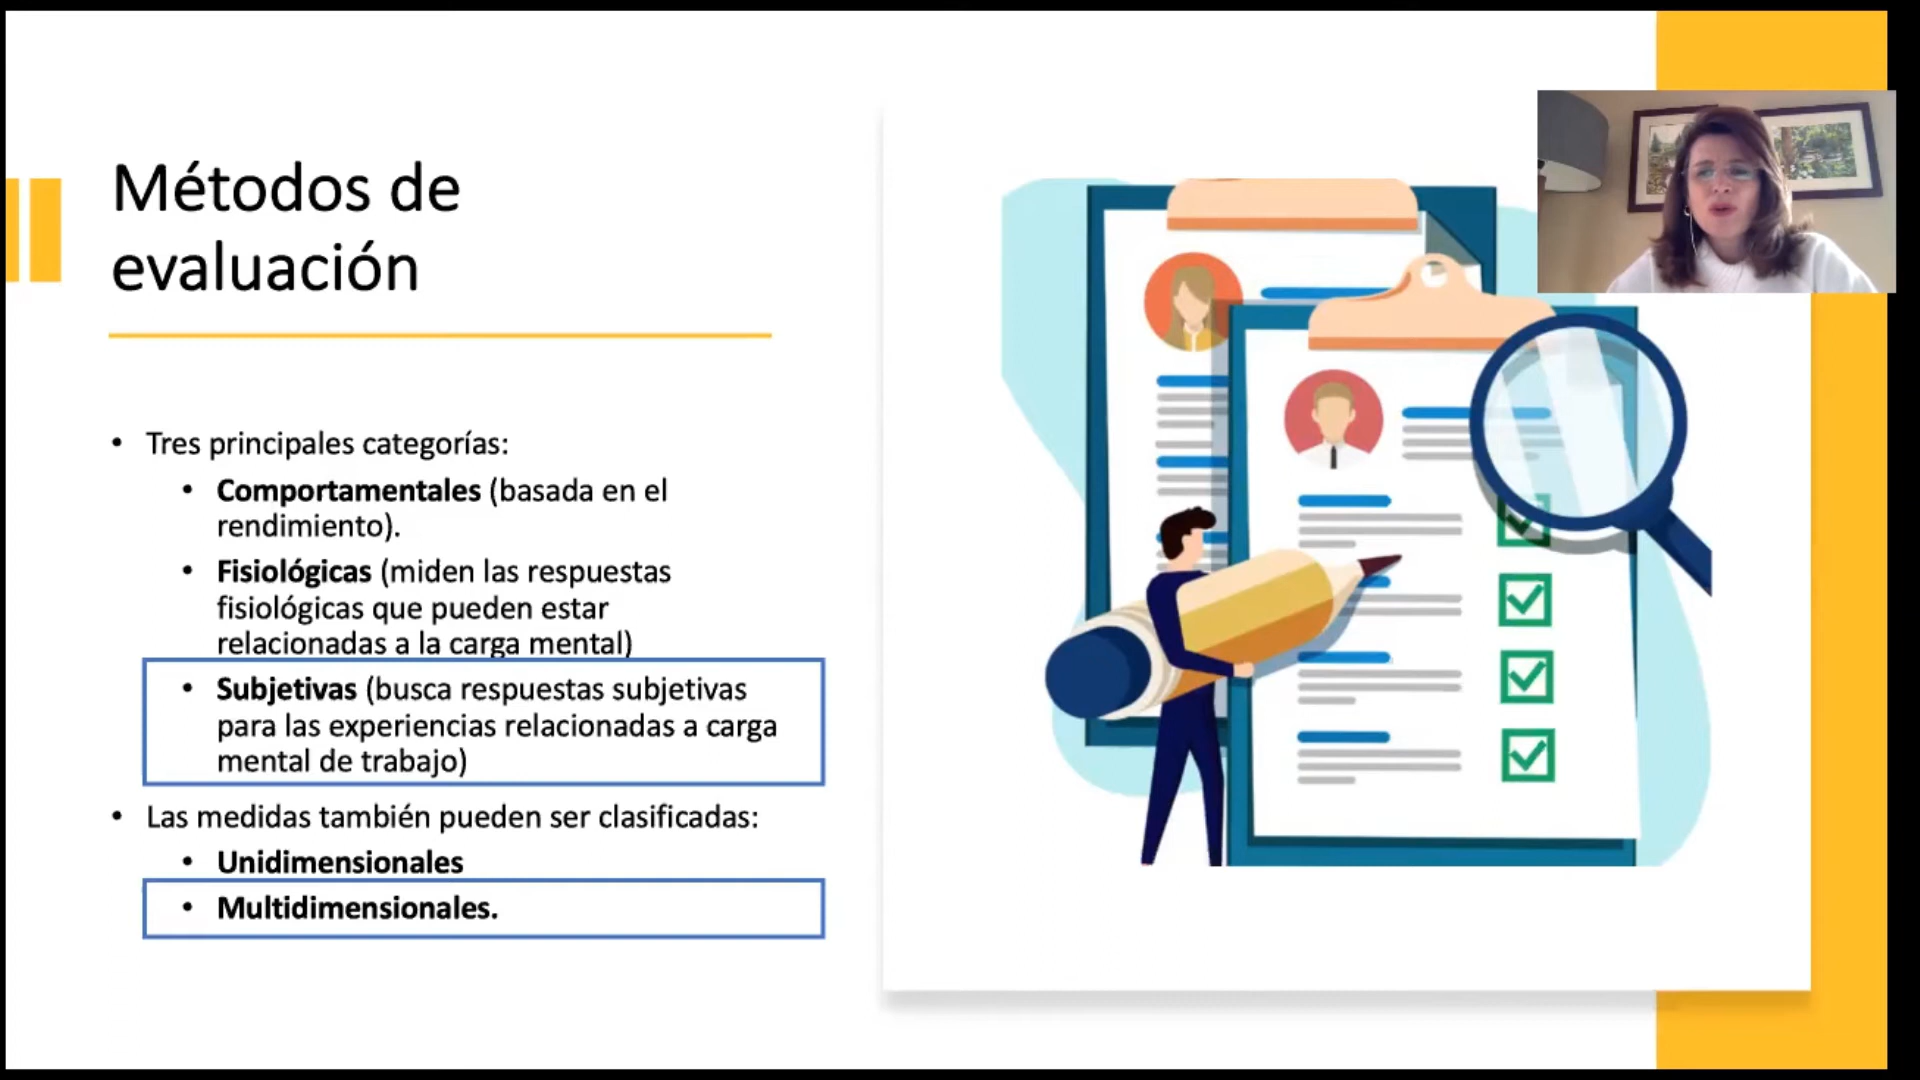 Métodos de
evaluación
• Tres principales categorías:
• Comportamentales (basada en el
rendimiento).
• Fisiológicas (miden las respuestas
fisiológicas que pueden estar
relacionadas a la carga mental)
• Subjetivas (busca respuestas subjetivas
para las experiencias relacionadas a carga
mental de trabajo)
• Las medidas también pueden ser clasificadas:
• Unidimensionales
• Multidimensionales.